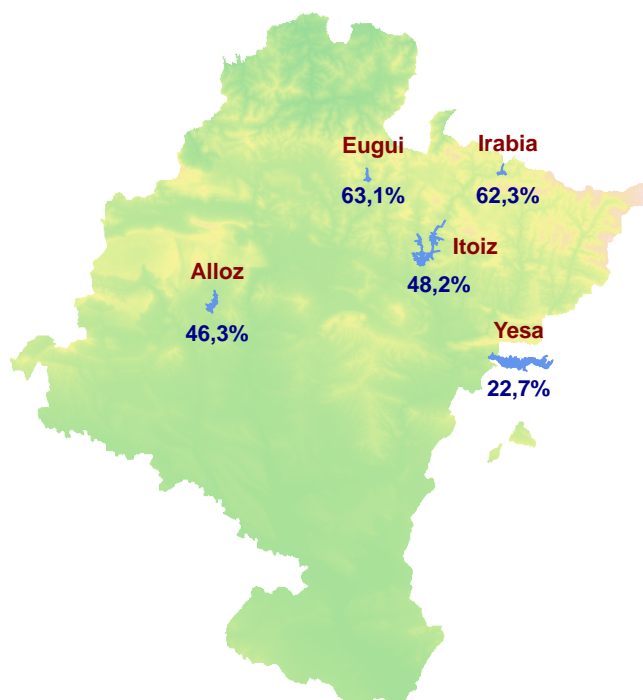 Eugui
63,1%
Irabia
62,3%
Itoiz
48,2%
Alloz
46,3%
Yesa
22,7%